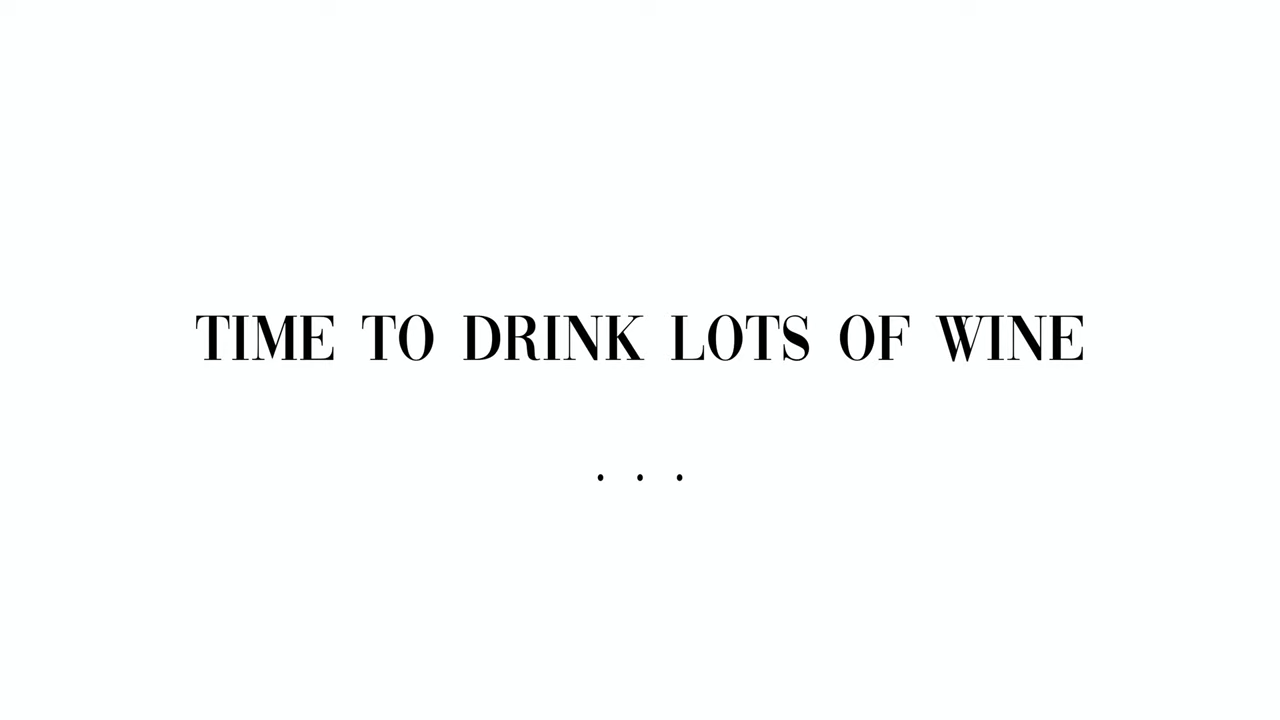 TIME TO DRINK LOTS OF WINE
. . .